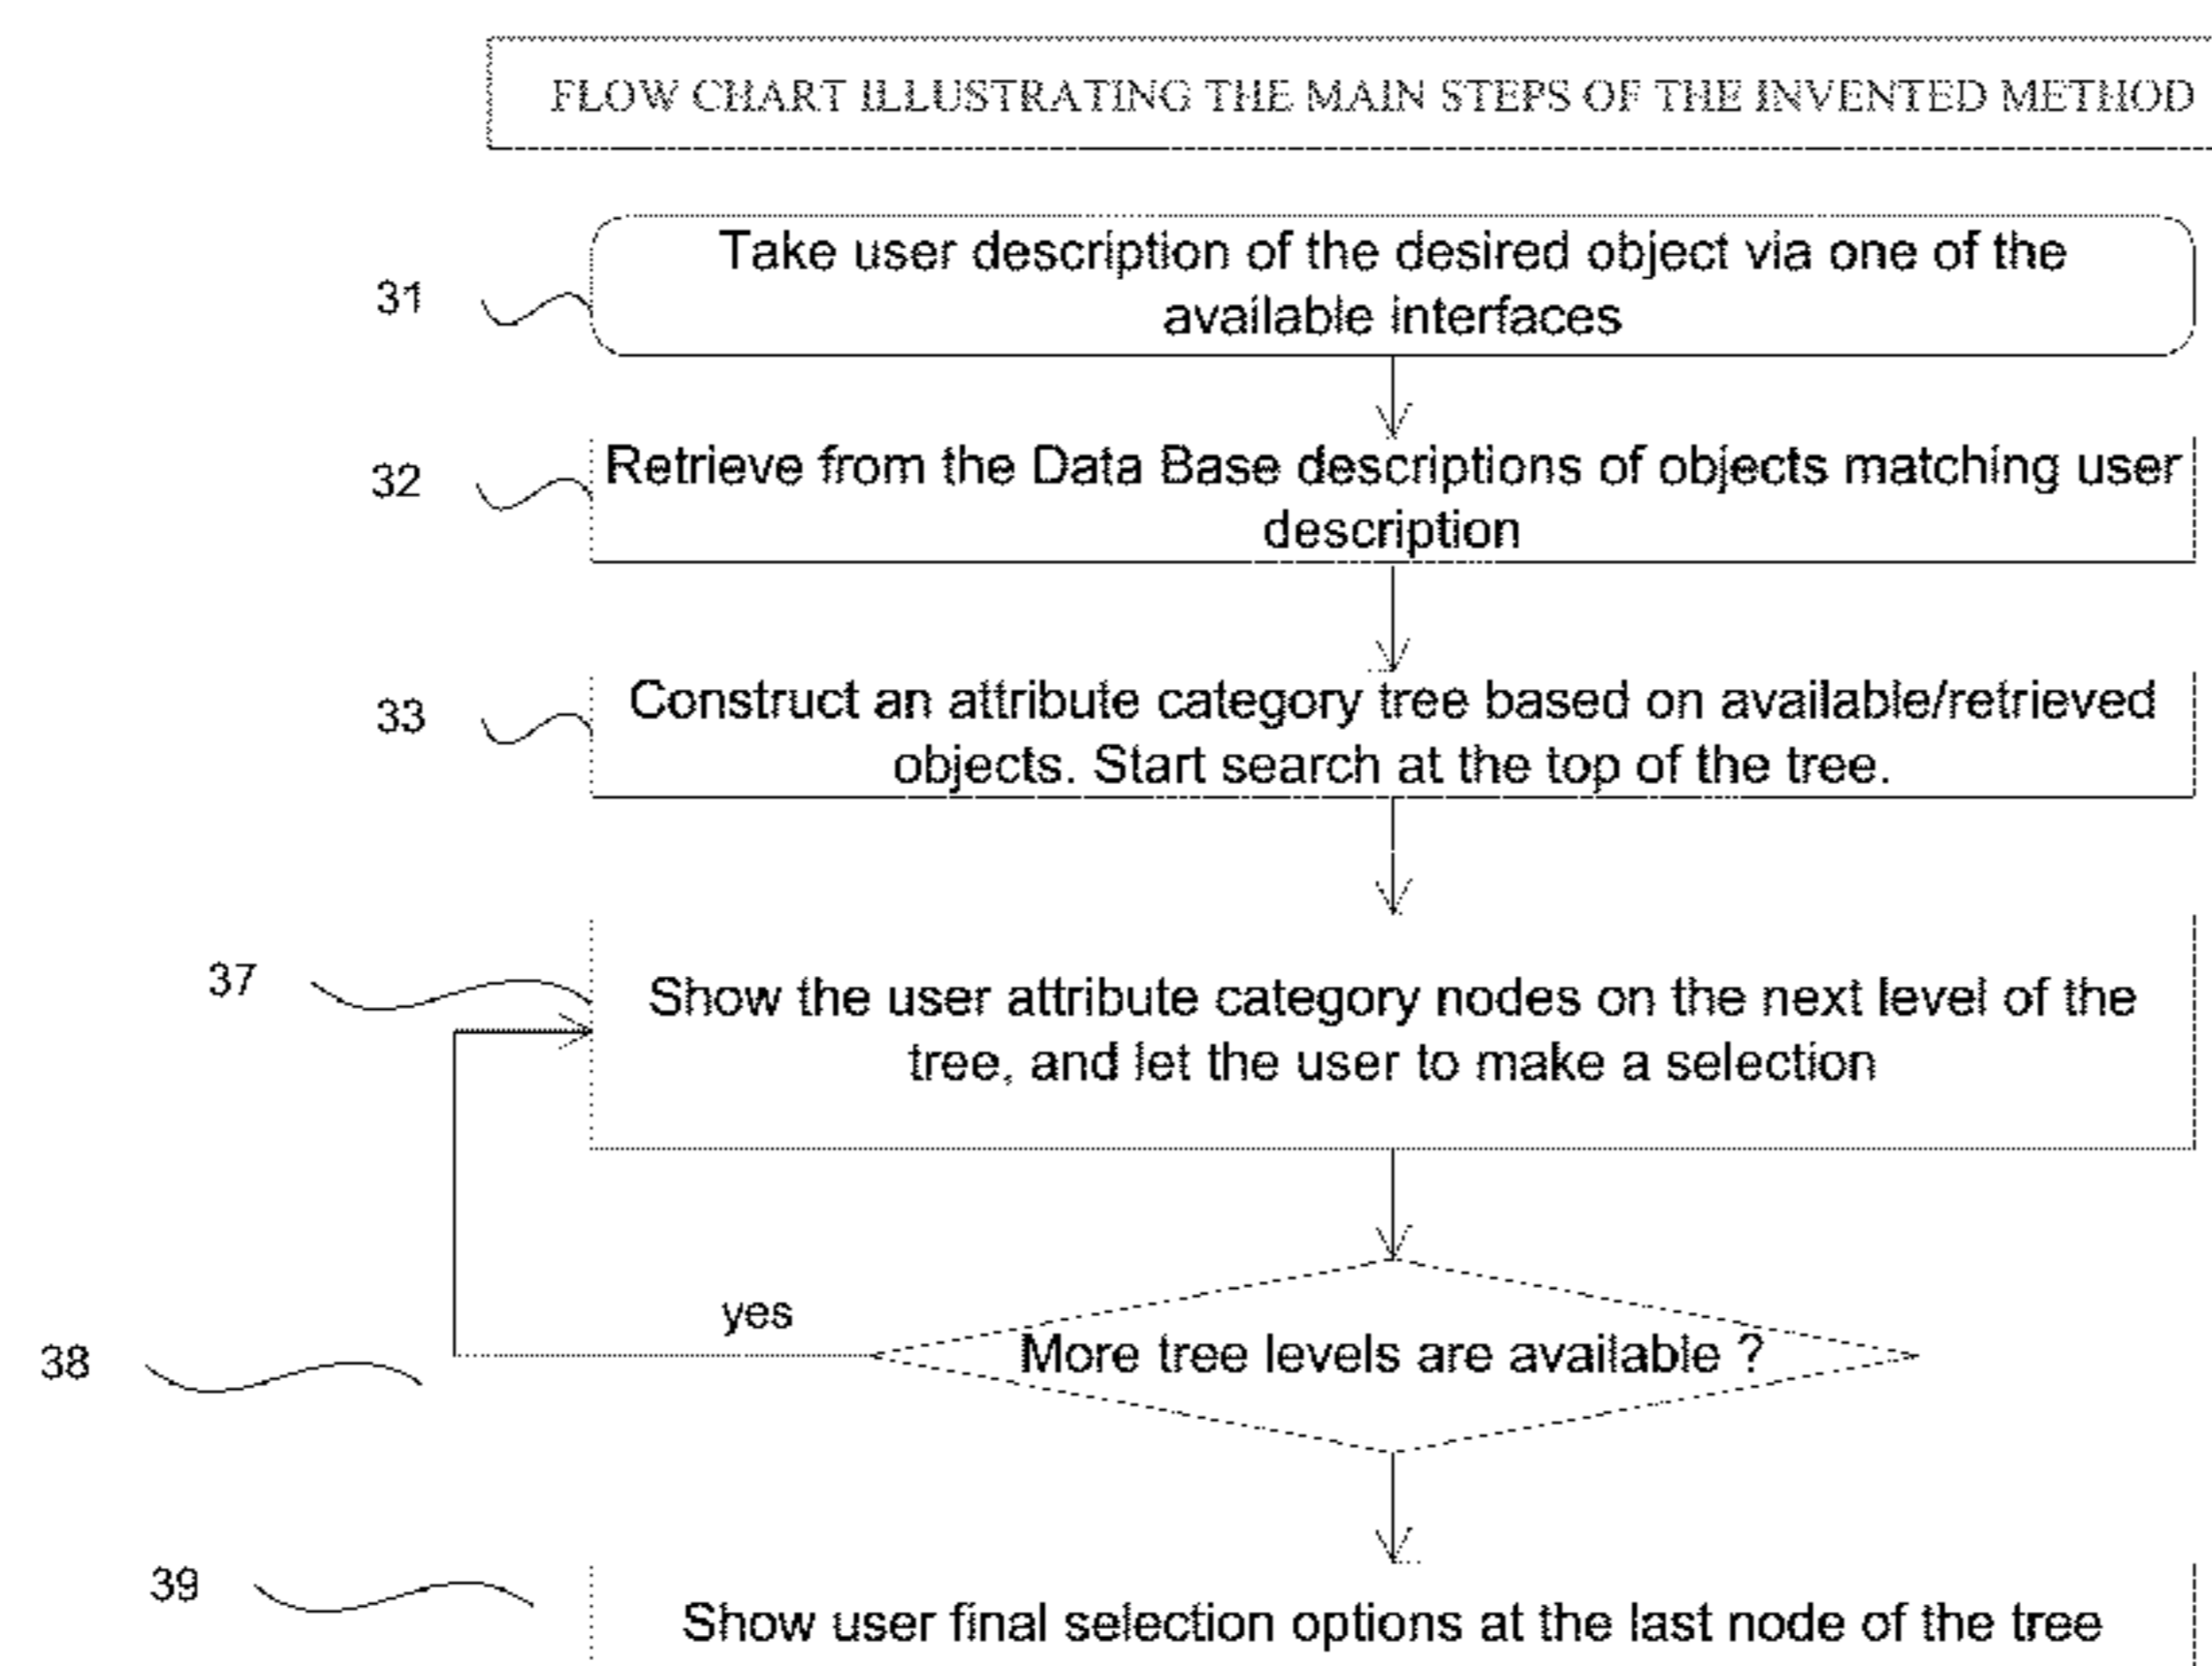 FLOW CHART ILLUSTRATING THE MAIN STEPS OF THE INVENTED METHOD
31
Take user description of the desired object via one of the
available interfaces
32
Retrieve from the Data Base descriptions of objects matching user
description
33
Construct an attribute category tree based on available/retrieved
objects. Start search at the top of the tree.
37
Show the user attribute category nodes on the next level of the
tree, and let the user to make a selection
yes
38
More tree levels are available ?
39
Show user final selection options at the last node of the tree